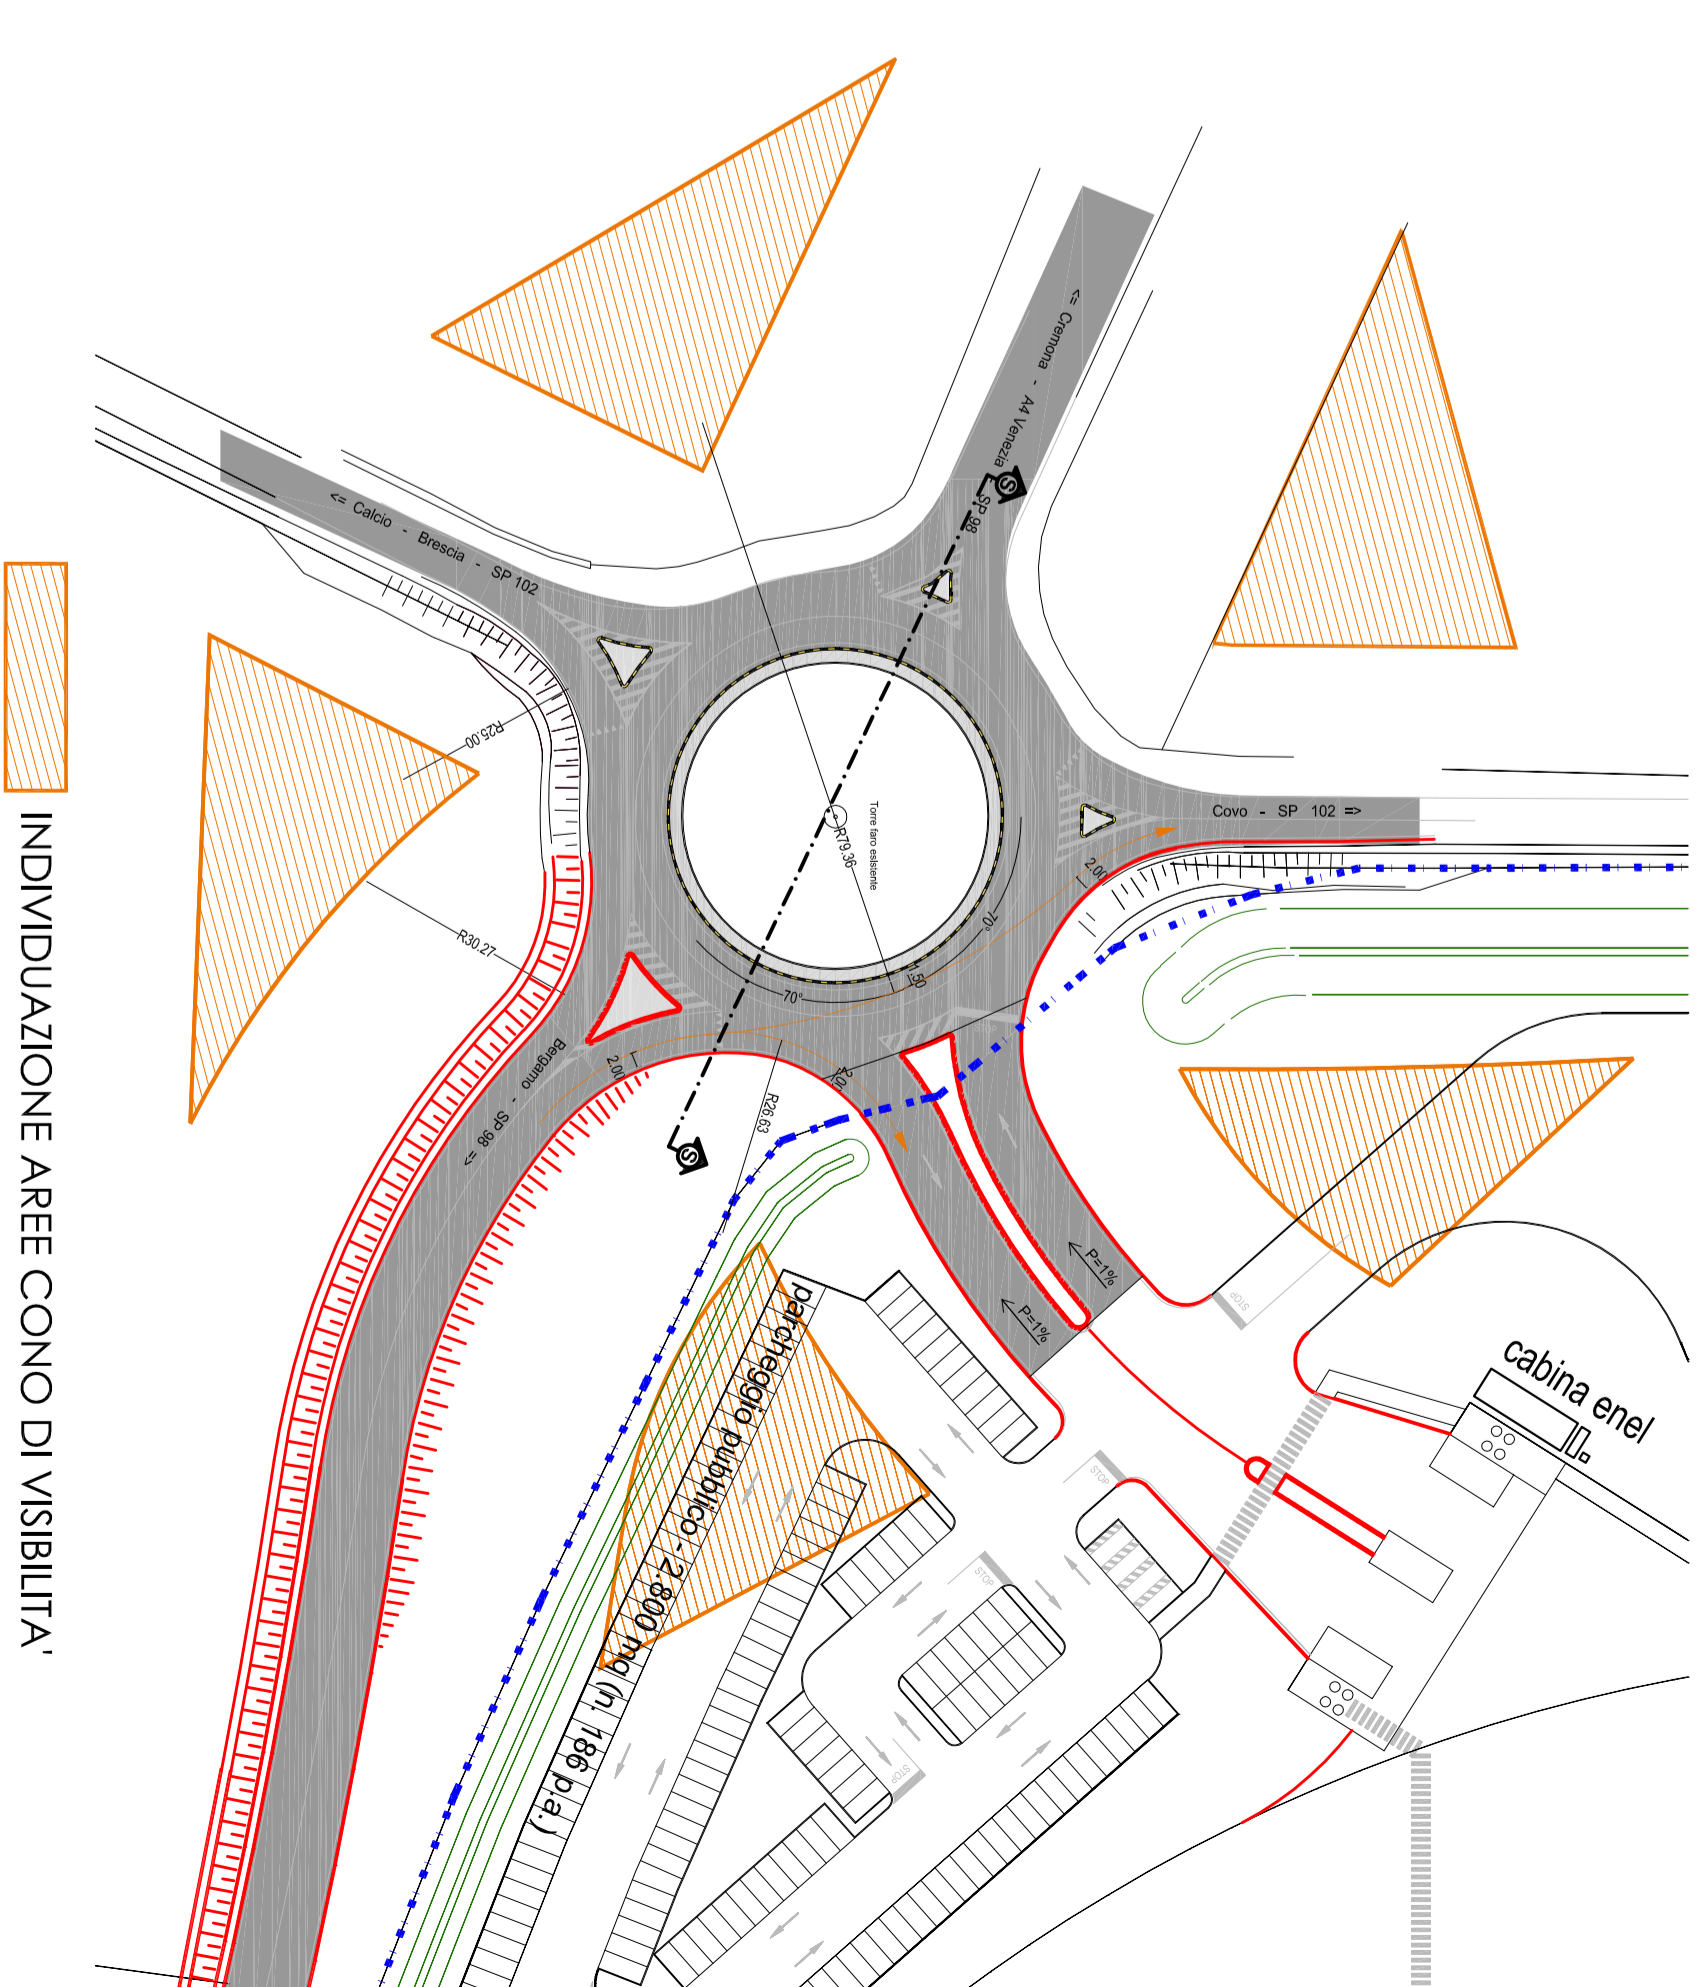 <= Cremona - A4 Venezia
SP 98
S
<= Calcio - Brescia - SP 102
R25.00
Torre faro esistente
R79.36
Covo - SP 102 =>
2.00
70°
1.50
70°
R30.27
2.00
<= SP 98 - Bergamo
R26.63
S
P=1%
P=1%
STOP
cabina enel
STOP
STOP
STOP
parcheggio pubblico - 2.800 mq (n. 186 p.a.)
INDIVIDUAZIONE AREE CONO DI VISIBILITA'